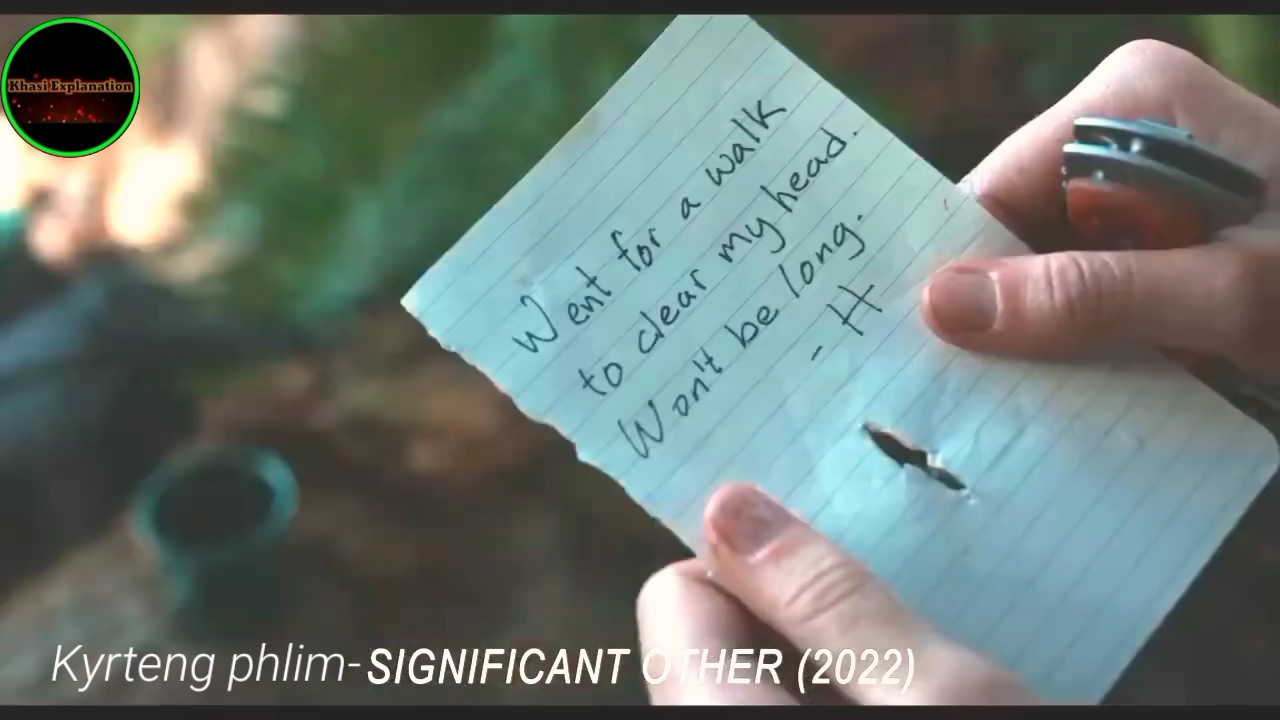 Khasi Explanation
Went for a walk
to clear my head.
Won't be long.
- H
Kyrteng phlim-SIGNIFICANT OTHER (2022)